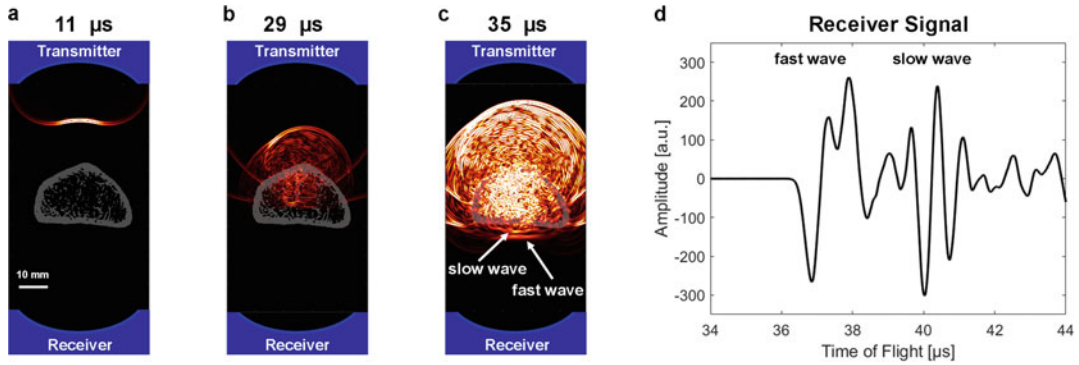 a
11 µs
Transmitter
10 mm
Receiver
b
29 µs
Transmitter
Receiver
c
35 µs
Transmitter
slow wave
fast wave
Receiver
d
Receiver Signal
fast wave
slow wave
Amplitude [a.u.]
300
200
100
0
-100
-200
-300
34
36
38
40
42
44
Time of Flight [µs]